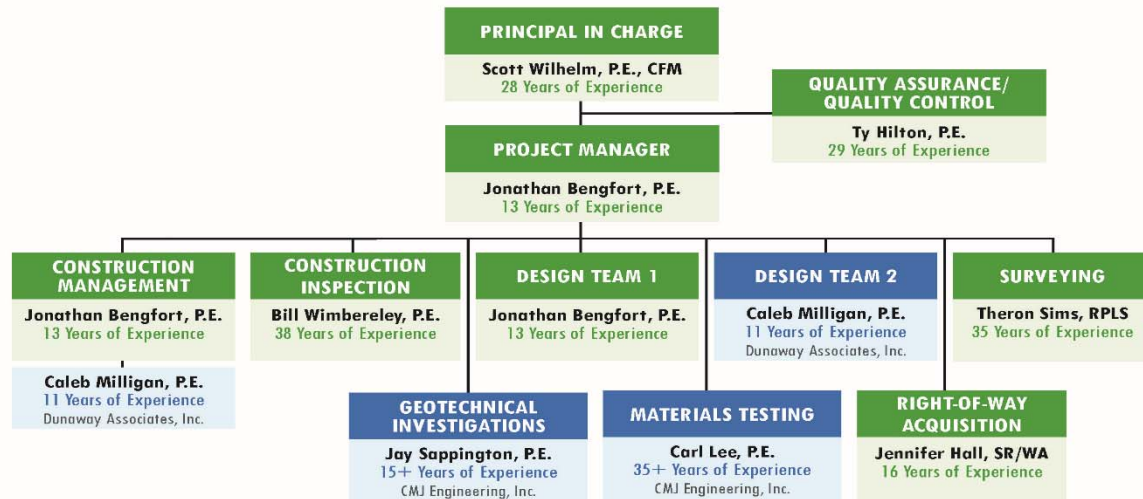 PRINCIPAL IN CHARGE
Scott Wilhelm, P.E., CFM
28 Years of Experience
QUALITY ASSURANCE/
QUALITY CONTROL
Ty Hilton, P.E.
29 Years of Experience
PROJECT MANAGER
Jonathan Bengfort, P.E.
13 Years of Experience
CONSTRUCTION
MANAGEMENT
Jonathan Bengfort, P.E.
13 Years of Experience
Caleb Milligan, P.E.
11 Years of Experience
Dunaway Associates, Inc.
CONSTRUCTION
INSPECTION
Bill Wimbereley, P.E.
38 Years of Experience
DESIGN TEAM 1
Jonathan Bengfort, P.E.
13 Years of Experience
DESIGN TEAM 2
Caleb Milligan, P.E.
11 Years of Experience
Dunaway Associates, Inc.
SURVEYING
Theron Sims, RPLS
35 Years of Experience
GEOTECHNICAL
INVESTIGATIONS
Jay Sappington, P.E.
15+ Years of Experience
CMJ Engineering, Inc.
MATERIALS TESTING
Carl Lee, P.E.
35+ Years of Experience
CMJ Engineering, Inc.
RIGHT-OF-WAY
ACQUISITION
Jennifer Hall, SR/WA
16 Years of Experience